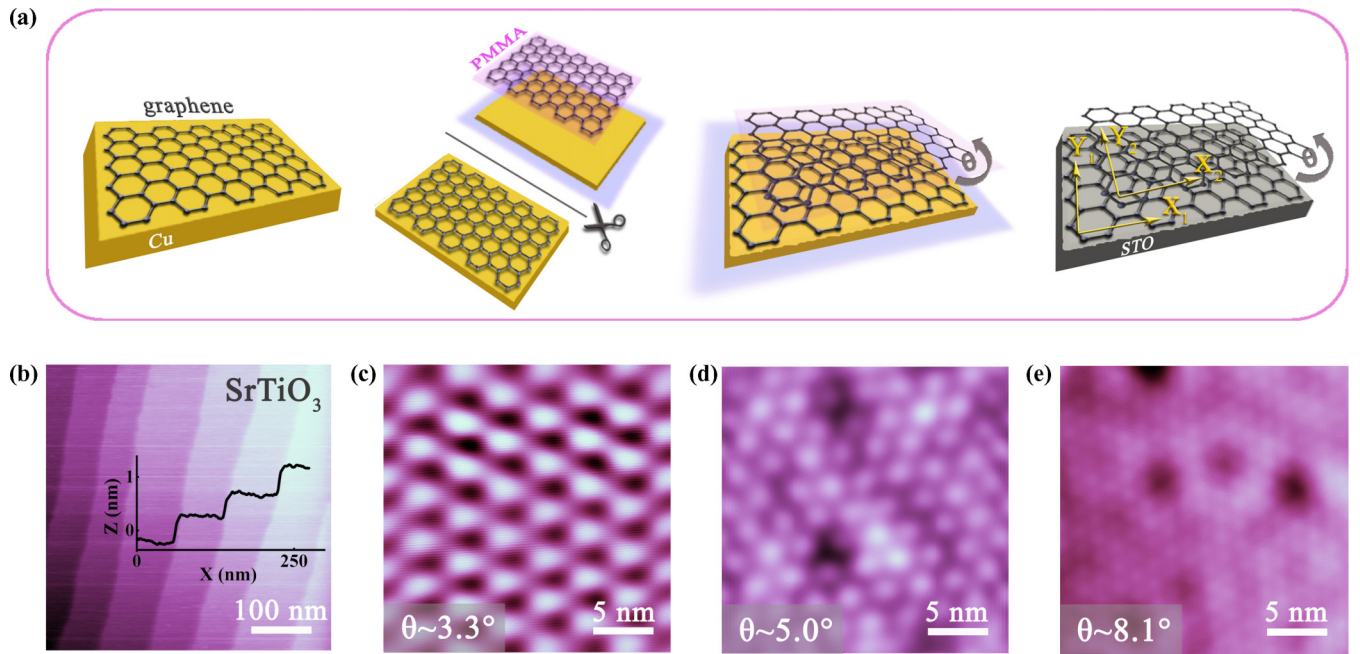 (a)
graphene
Cu
PMMA
θ
θ
Y₁
Y₂
X₂
X₁
STO
(b)
SrTiO₃
Z (nm)
1
0
0
250
X (nm)
100 nm
(c)
θ~3.3°
5 nm
(d)
θ~5.0°
5 nm
(e)
θ~8.1°
5 nm